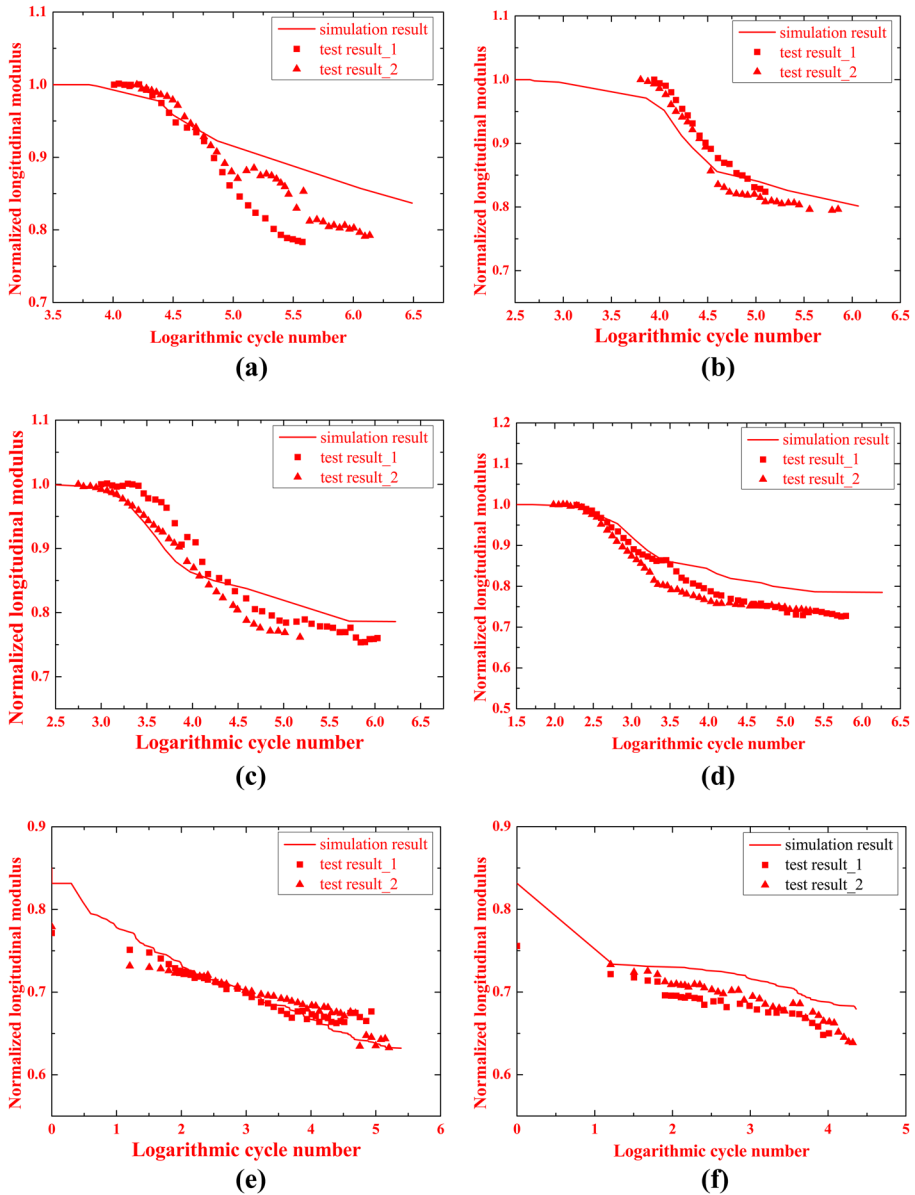 1.1
1.0
0.9
0.8
0.7
Normalized longitudinal modulus
simulation result
test result_1
test result_2
3.5 4.0 4.5 5.0 5.5 6.0 6.5
Logarithmic cycle number
(a)
1.1
1.0
0.9
0.8
0.7
0.6
Normalized longitudinal modulus
simulation result
test result_1
test result_2
2.5 3.0 3.5 4.0 4.5 5.0 5.5 6.0 6.5
Logarithmic cycle number
(b)
1.1
1.0
0.9
0.8
0.7
Normalized longitudinal modulus
simulation result
test result_1
test result_2
2.5 3.0 3.5 4.0 4.5 5.0 5.5 6.0 6.5
Logarithmic cycle number
(c)
1.2
1.1
1.0
0.9
0.8
0.7
0.6
0.5
Normalized longitudinal modulus
simulation result
test result_1
test result_2
1.5 2.0 2.5 3.0 3.5 4.0 4.5 5.0 5.5 6.0 6.5
Logarithmic cycle number
(d)
0.9
0.8
0.7
0.6
Normalized longitudinal modulus
simulation result
test result_1
test result_2
0 1 2 3 4 5 6
Logarithmic cycle number
(e)
0.9
0.8
0.7
0.6
Normalized longitudinal modulus
simulation result
test result_1
test result_2
0 1 2 3 4 5
Logarithmic cycle number
(f)